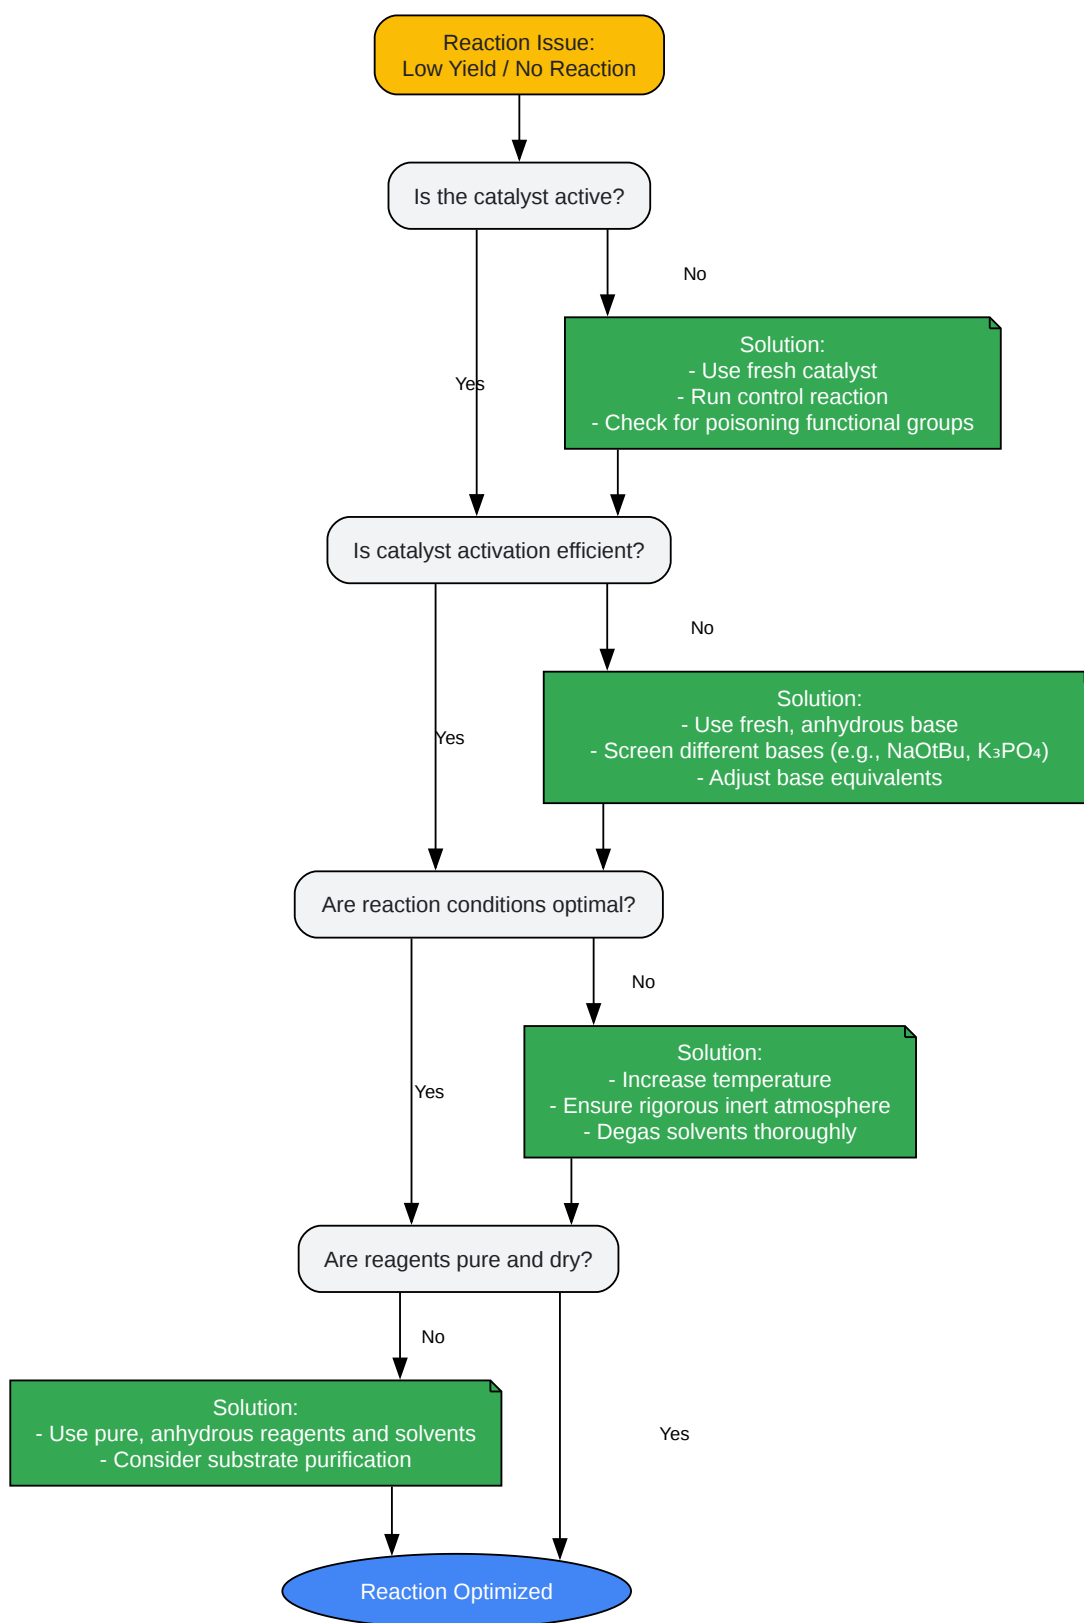 Reaction Issue:
Low Yield / No Reaction
Is the catalyst active?
No
Solution:
- Use fresh catalyst
- Run control reaction
- Check for poisoning functional groups
Yes
Is catalyst activation efficient?
No
Solution:
- Use fresh, anhydrous base
- Screen different bases (e.g., NaOtBu, K₃PO₄)
- Adjust base equivalents
Yes
Are reaction conditions optimal?
No
Solution:
- Increase temperature
- Ensure rigorous inert atmosphere
- Degas solvents thoroughly
Yes
Are reagents pure and dry?
No
Solution:
- Use pure, anhydrous reagents and solvents
- Consider substrate purification
Yes
Reaction Optimized